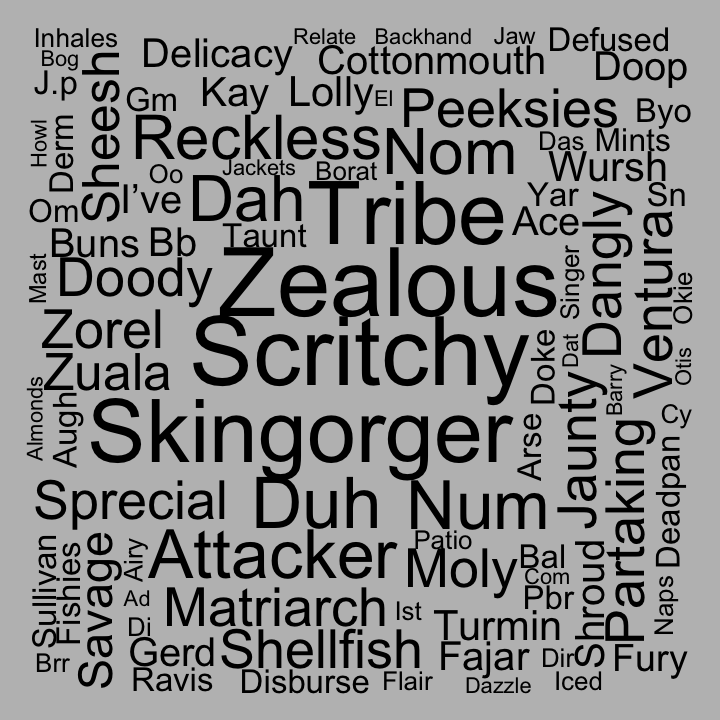 Inhales
Relate
Backhand
Jaw
Defused
Bog
Delicacy
Cottonmouth
Doop
J.p
Sheesh
Gm
Kay
Lolly
El
Peeksies
Byo
Howl
Derm
Reckless
Nom
Das
Mints
Oo
Jackets
Borat
Wursh
Om
I've
Dah
Tribe
Yar
Sn
Ace
Buns
Bb
Taunt
Dangly
Ventura
Mast
Doody
Zealous
Singer
Okie
Zorel
Scritchy
Doke
Dat
Otis
Zuala
Barry
Almonds
Augh
Skingorger
Arse
Jaunty
Cy
Partaking
Deadpan
Sprecial
Duh
Num
Sullivan
Fishies
Savage
Airy
Attacker
Patio
Moly
Bal
Com
Shroud
Naps
Ad
Matriarch
Ist
Pbr
Di
Turmin
Brr
Gerd
Shellfish
Fajar
Dir
Fury
Ravis
Disburse
Flair
Dazzle
Iced